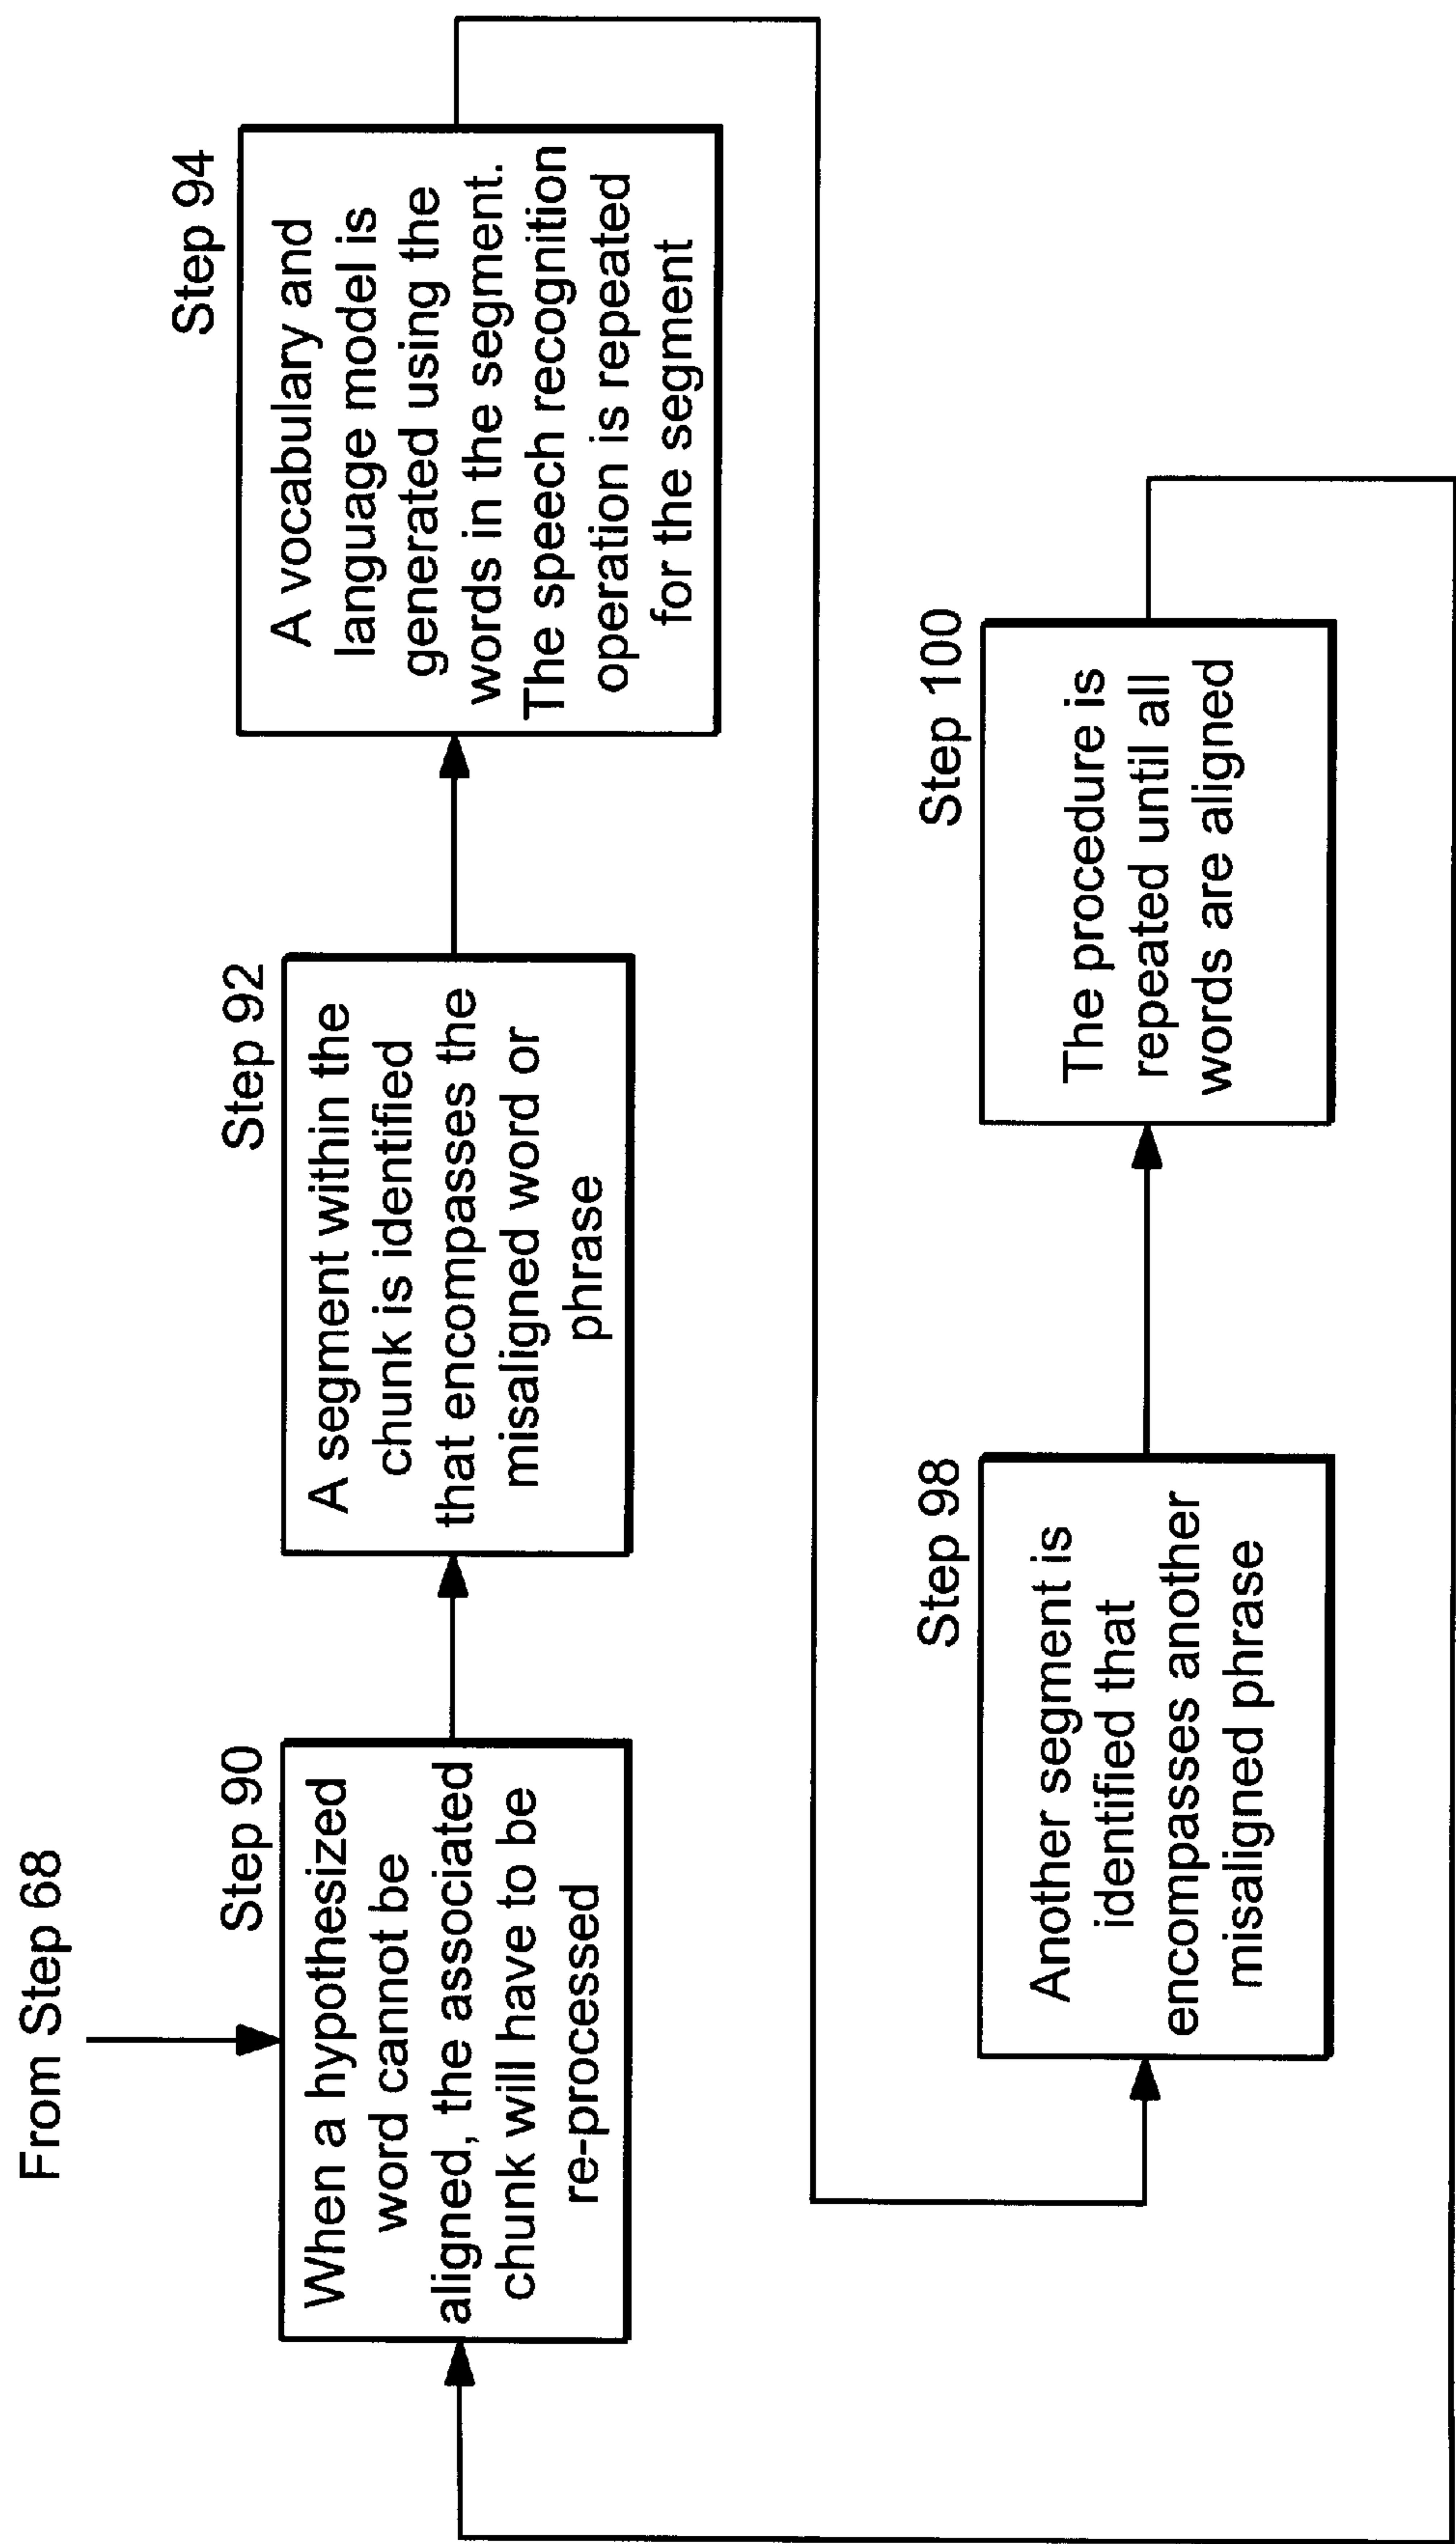 From Step 68
Step 90
When a hypothesized
word cannot be
aligned, the associated
chunk will have to be
re-processed
Step 92
A segment within the
chunk is identified
that encompasses the
misaligned word or
phrase
Step 94
A vocabulary and
language model is
generated using the
words in the segment.
The speech recognition
operation is repeated
for the segment
Step 98
Another segment is
identified that
encompasses another
misaligned phrase
Step 100
The procedure is
repeated until all
words are aligned